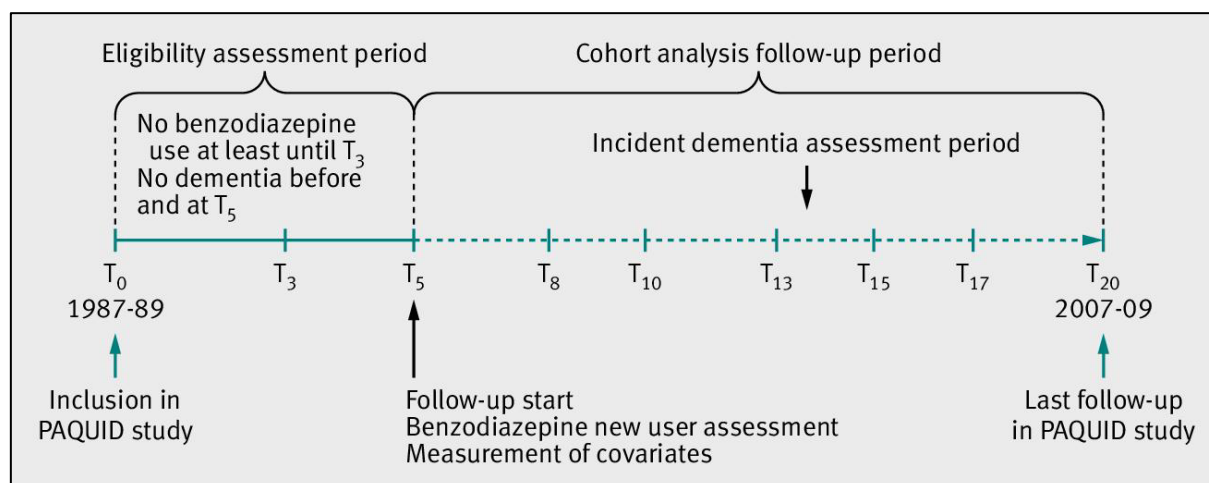 Eligibility assessment period
Cohort analysis follow-up period
No benzodiazepine
use at least until T₃
No dementia before
and at T₅
Incident dementia assessment period
T₀
T₃
T₅
T₈
T₁₀
T₁₃
T₁₅
T₁₇
T₂₀
1987-89
2007-09
Inclusion in
PAQUID study
Follow-up start
Benzodiazepine new user assessment
Measurement of covariates
Last follow-up
in PAQUID study